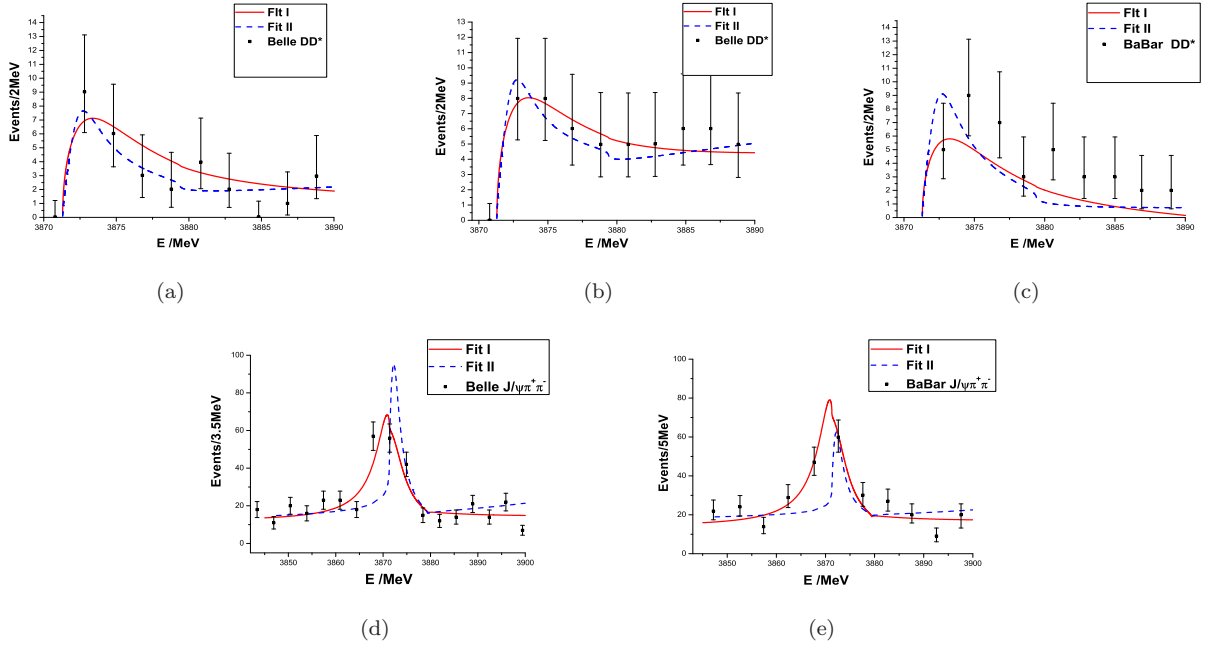 FIt I
Fit II
Belle DD*
Events/2MeV
14
13
12
11
10
9
8
7
6
5
4
3
2
1
0
3870 3875 3880 3885 3890
E /MeV
(a)
FIt I
Fit II
Belle DD*
Events/2MeV
13
12
11
10
9
8
7
6
5
4
3
2
1
0
3870 3875 3880 3885 3890
E /MeV
(b)
FIt I
Fit II
BaBar DD*
Events/2MeV
14
13
12
11
10
9
8
7
6
5
4
3
2
1
0
3870 3875 3880 3885 3890
E /MeV
(c)
Fit I
Fit II
Belle J/ψπ⁺π⁻
Events/3.5MeV
100
80
60
40
20
0
3850 3860 3870 3880 3890 3900
E /MeV
(d)
Fit I
Fit II
BaBar J/ψπ⁺π⁻
Events/5MeV
100
80
60
40
20
0
3850 3860 3870 3880 3890 3900
E /MeV
(e)